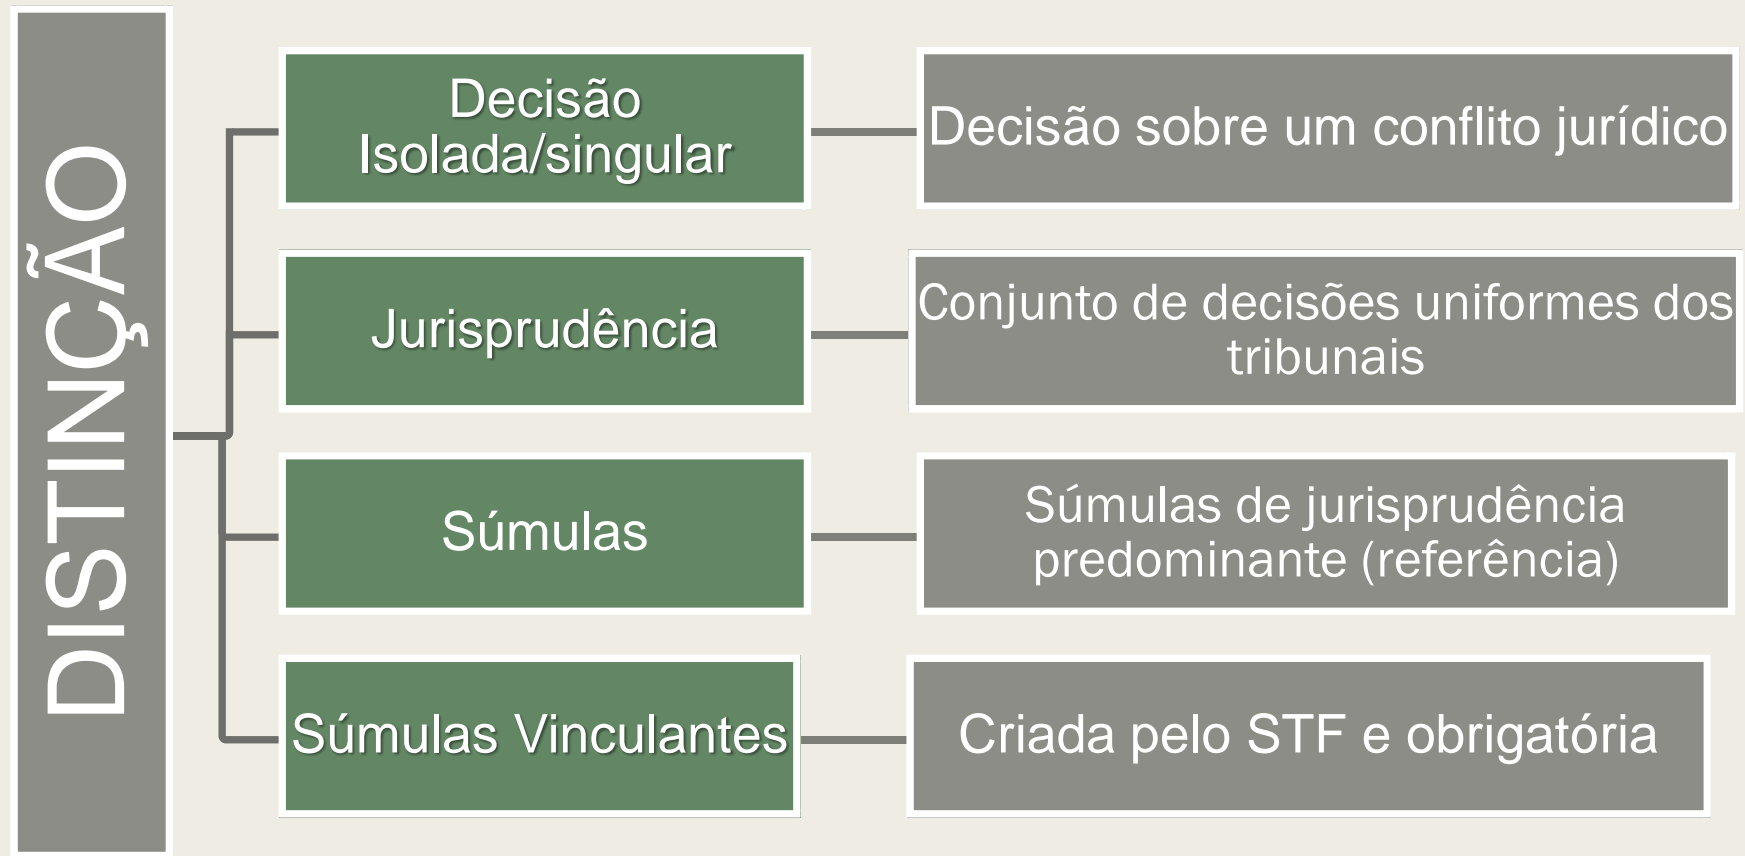 DISTINÇÃO
Decisão
Isolada/singular
Decisão sobre um conflito jurídico
Jurisprudência
Conjunto de decisões uniformes dos
tribunais
Súmulas
Súmulas de jurisprudência
predominante (referência)
Súmulas Vinculantes
Criada pelo STF e obrigatória